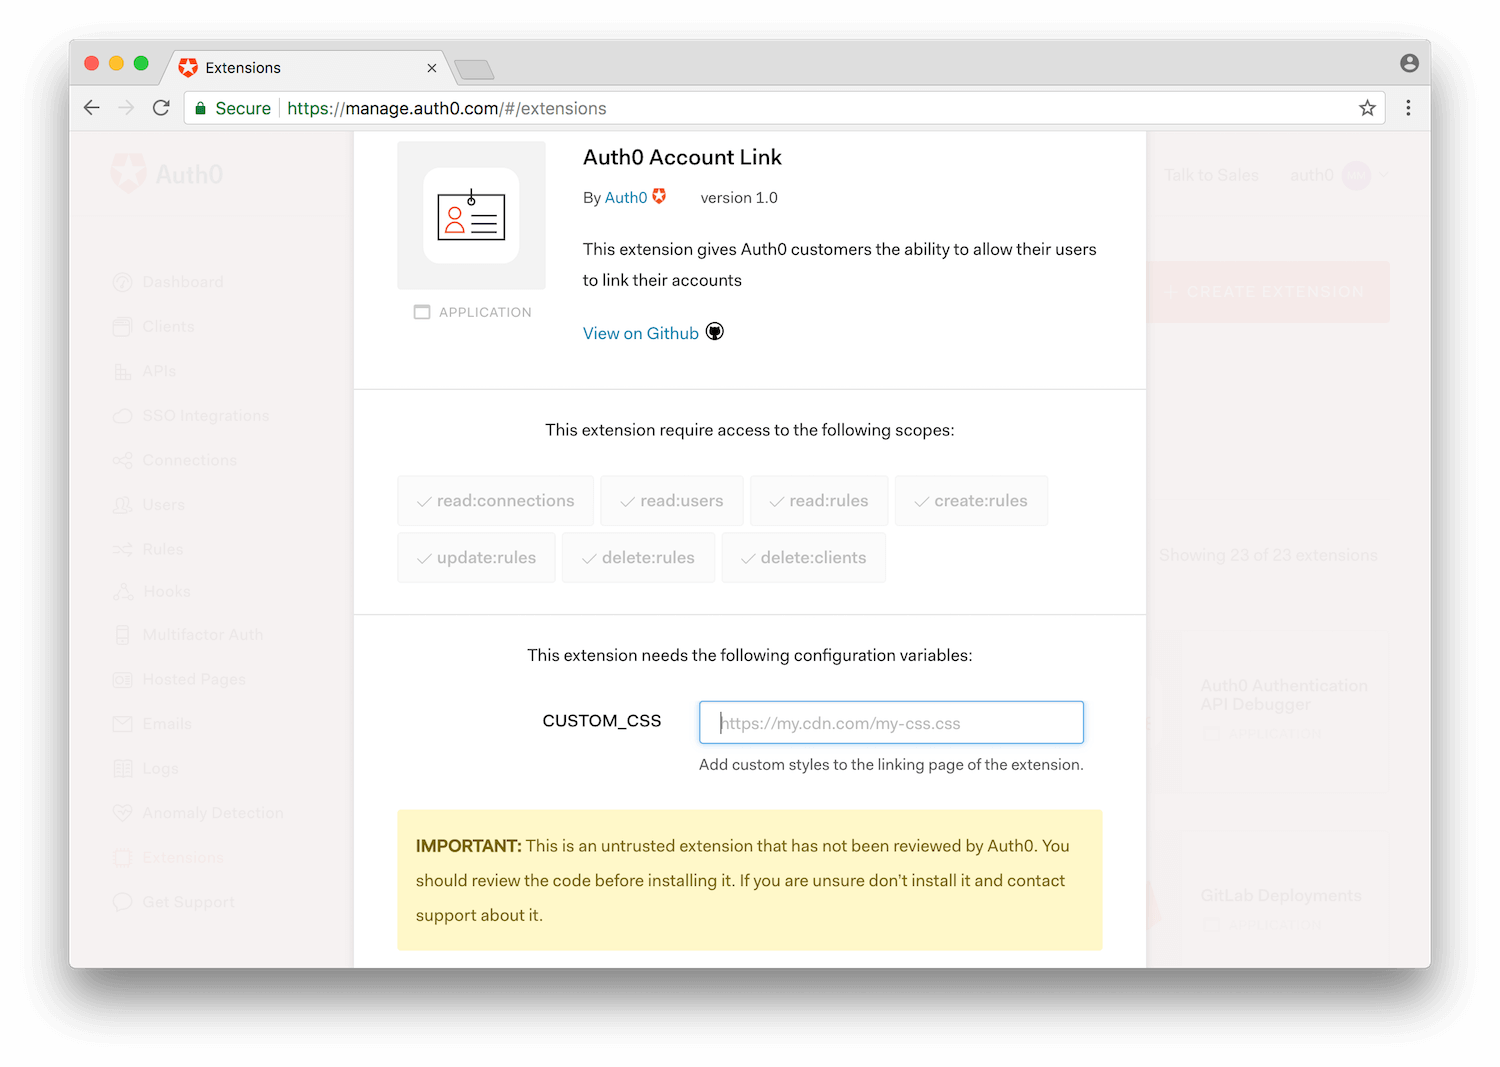 Extensions
Secure
https://manage.auth0.com/#/extensions
Auth0
Talk to Sales
auth0
Dashboard
Clients
APIs
SSO Integrations
Connections
Users
Rules
Hooks
Multifactor Auth
Hosted Pages
Emails
Logs
Anomaly Detection
Extensions
Get Support
Auth0 Account Link
By Auth0 version 1.0
This extension gives Auth0 customers the ability to allow their users
to link their accounts
APPLICATION
View on Github
This extension require access to the following scopes:
read:connections read:users read:rules create:rules
update:rules delete:rules delete:clients
This extension needs the following configuration variables:
CUSTOM_CSS https://my.cdn.com/my-css.css
Add custom styles to the linking page of the extension.
IMPORTANT: This is an untrusted extension that has not been reviewed by Auth0. You
should review the code before installing it. If you are unsure don't install it and contact
support about it.
+ CREATE EXTENSION
Showing 23 of 23 extensions
Auth0 Authentication
API Debugger
APPLICATION
GitLab Deployments
APPLICATION